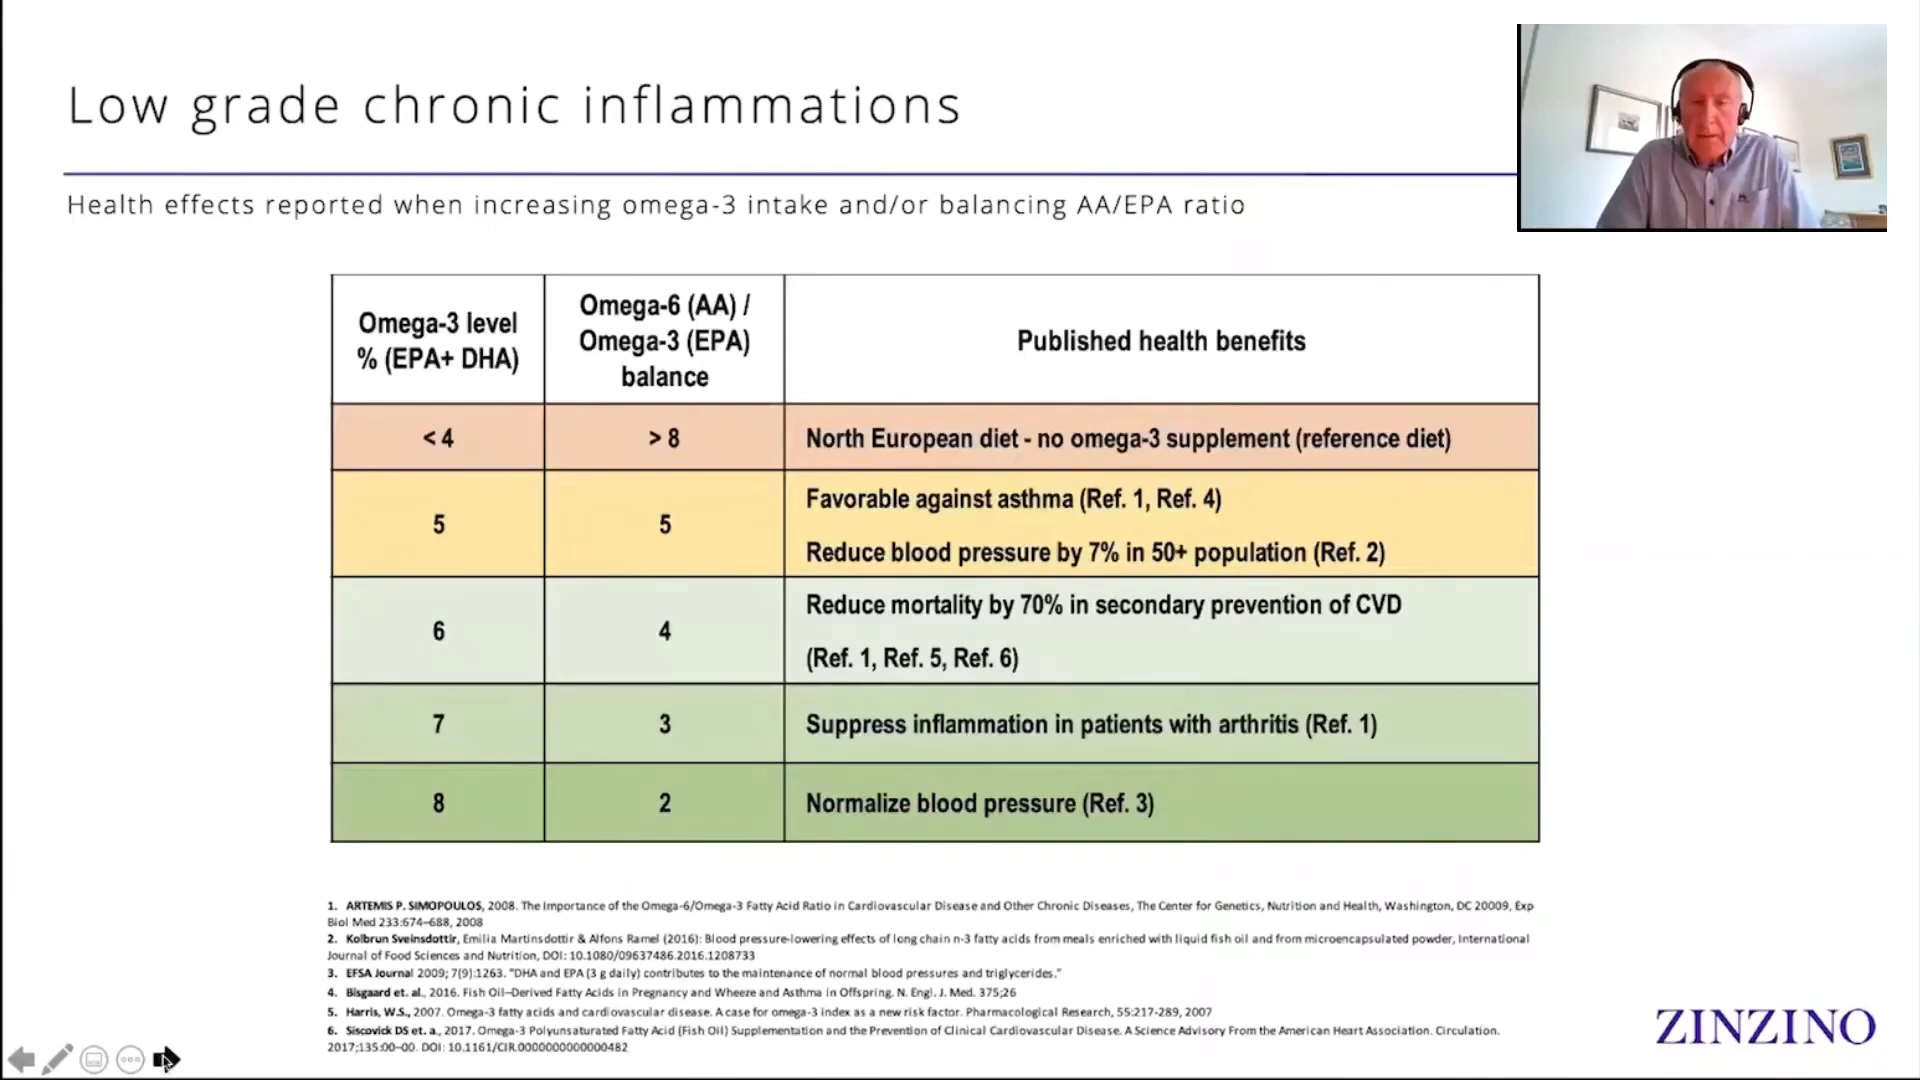 Low grade chronic inflammations
Health effects reported when increasing omega-3 intake and/or balancing AA/EPA ratio
Omega-3 level
% (EPA+ DHA)
Omega-6 (AA) /
Omega-3 (EPA)
balance
Published health benefits
< 4
> 8
North European diet - no omega-3 supplement (reference diet)
5
5
Favorable against asthma (Ref. 1, Ref. 4)
Reduce blood pressure by 7% in 50+ population (Ref. 2)
6
4
Reduce mortality by 70% in secondary prevention of CVD
(Ref. 1, Ref. 5, Ref. 6)
7
3
Suppress inflammation in patients with arthritis (Ref. 1)
8
2
Normalize blood pressure (Ref. 3)
1. ARTEMIS P. SIMOPOULOS, 2008. The Importance of the Omega-6/Omega-3 Fatty Acid Ratio in Cardiovascular Disease and Other Chronic Diseases, The Center for Genetics, Nutrition and Health, Washington, DC 20009, Exp
Biol Med 233:674–688, 2008
2. Kolbrun Sveinsdottir, Emilia Martinsdottir & Alfons Ramel (2016): Blood pressure-lowering effects of long chain n-3 fatty acids from meals enriched with liquid fish oil and from microencapsulated powder, International
Journal of Food Sciences and Nutrition, DOI: 10.1080/09637486.2016.1208733
3. EFSA Journal 2009; 7(9):1263. "DHA and EPA (3 g daily) contributes to the maintenance of normal blood pressures and triglycerides."
4. Bisgaard et. al., 2016. Fish Oil–Derived Fatty Acids in Pregnancy and Wheeze and Asthma in Offspring. N. Engl. J. Med. 375;26
5. Harris, W.S., 2007. Omega-3 fatty acids and cardiovascular disease. A case for omega-3 index as a new risk factor. Pharmacological Research, 55:217-289, 2007
6. Siscovick DS et. a., 2017. Omega-3 Polyunsaturated Fatty Acid (Fish Oil) Supplementation and the Prevention of Clinical Cardiovascular Disease. A Science Advisory From the American Heart Association. Circulation.
2017;135:00–00. DOI: 10.1161/CIR.0000000000000482
ZINZINO